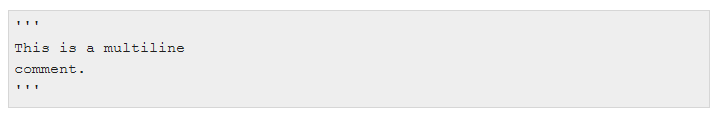 '''
This is a multiline
comment.
'''